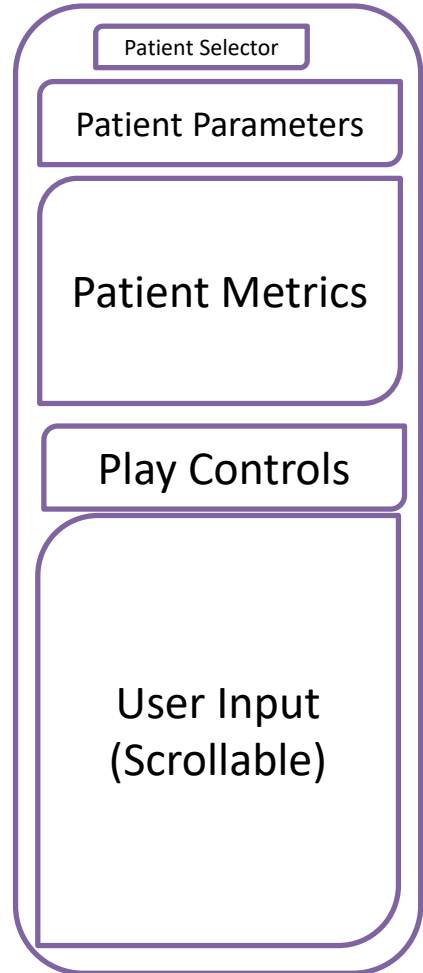 Patient Selector
Patient Parameters
Patient Metrics
Play Controls
User Input
(Scrollable)